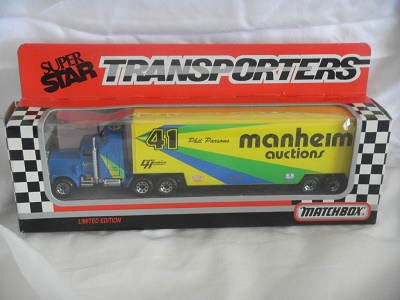 SUPER
STAR
TRANSPORTERS
41
Phil Parsons
manheim
auctions
LIMITED EDITION
MATCHBOX